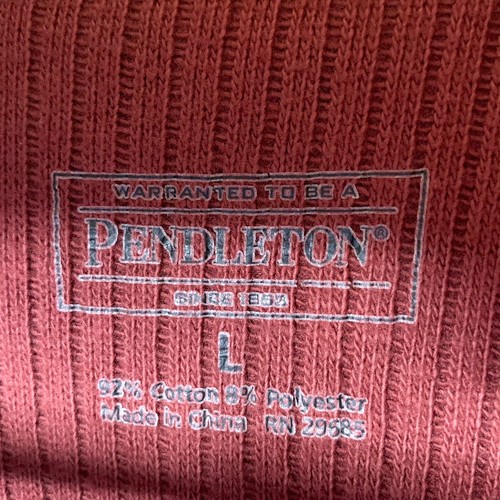 WARRANTED TO BE A
PENDLETON®
SINCE 1863
L
92% Cotton 8% Polyester
Made in China RN 29685